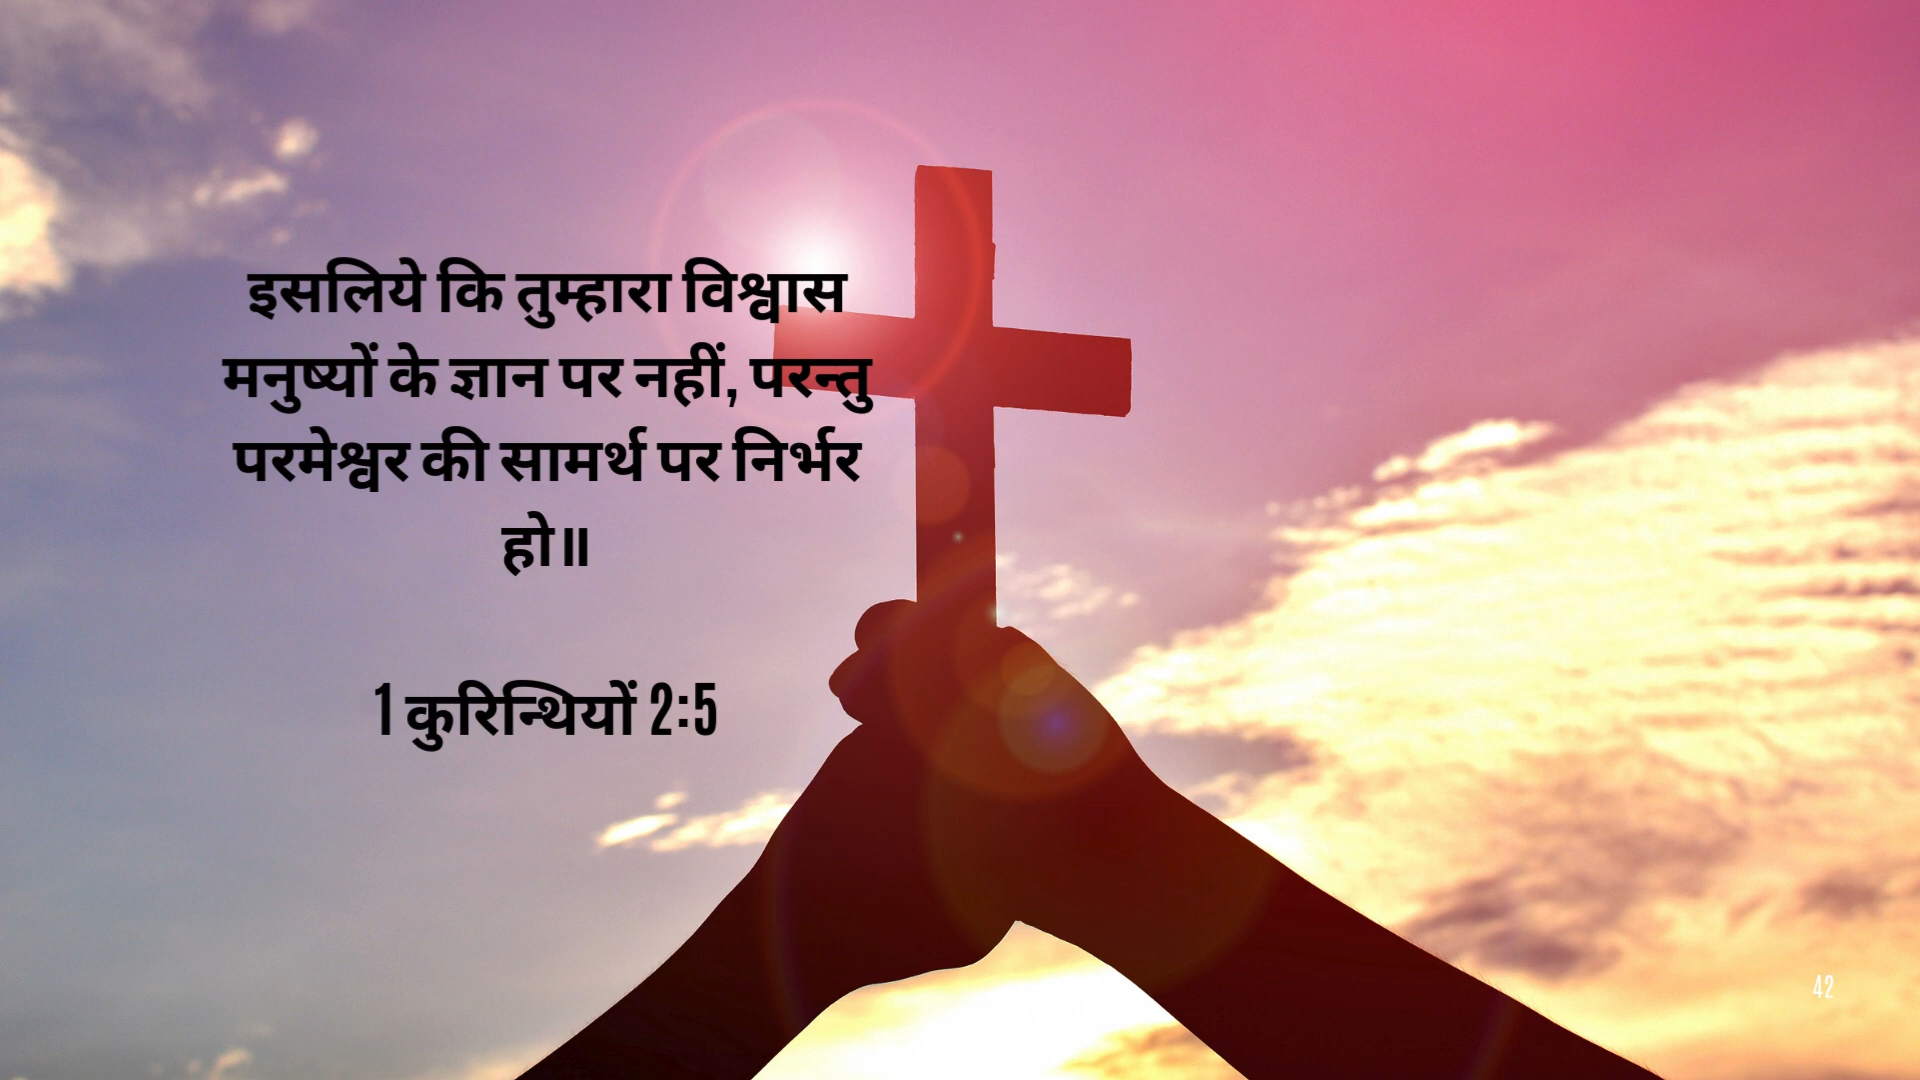 इसलिये कि तुम्हारा विश्वास
मनुष्यों के ज्ञान पर नहीं, परन्तु
परमेश्वर की सामर्थ पर निर्भर
हो॥
1 कुरिन्थियों 2:5
42